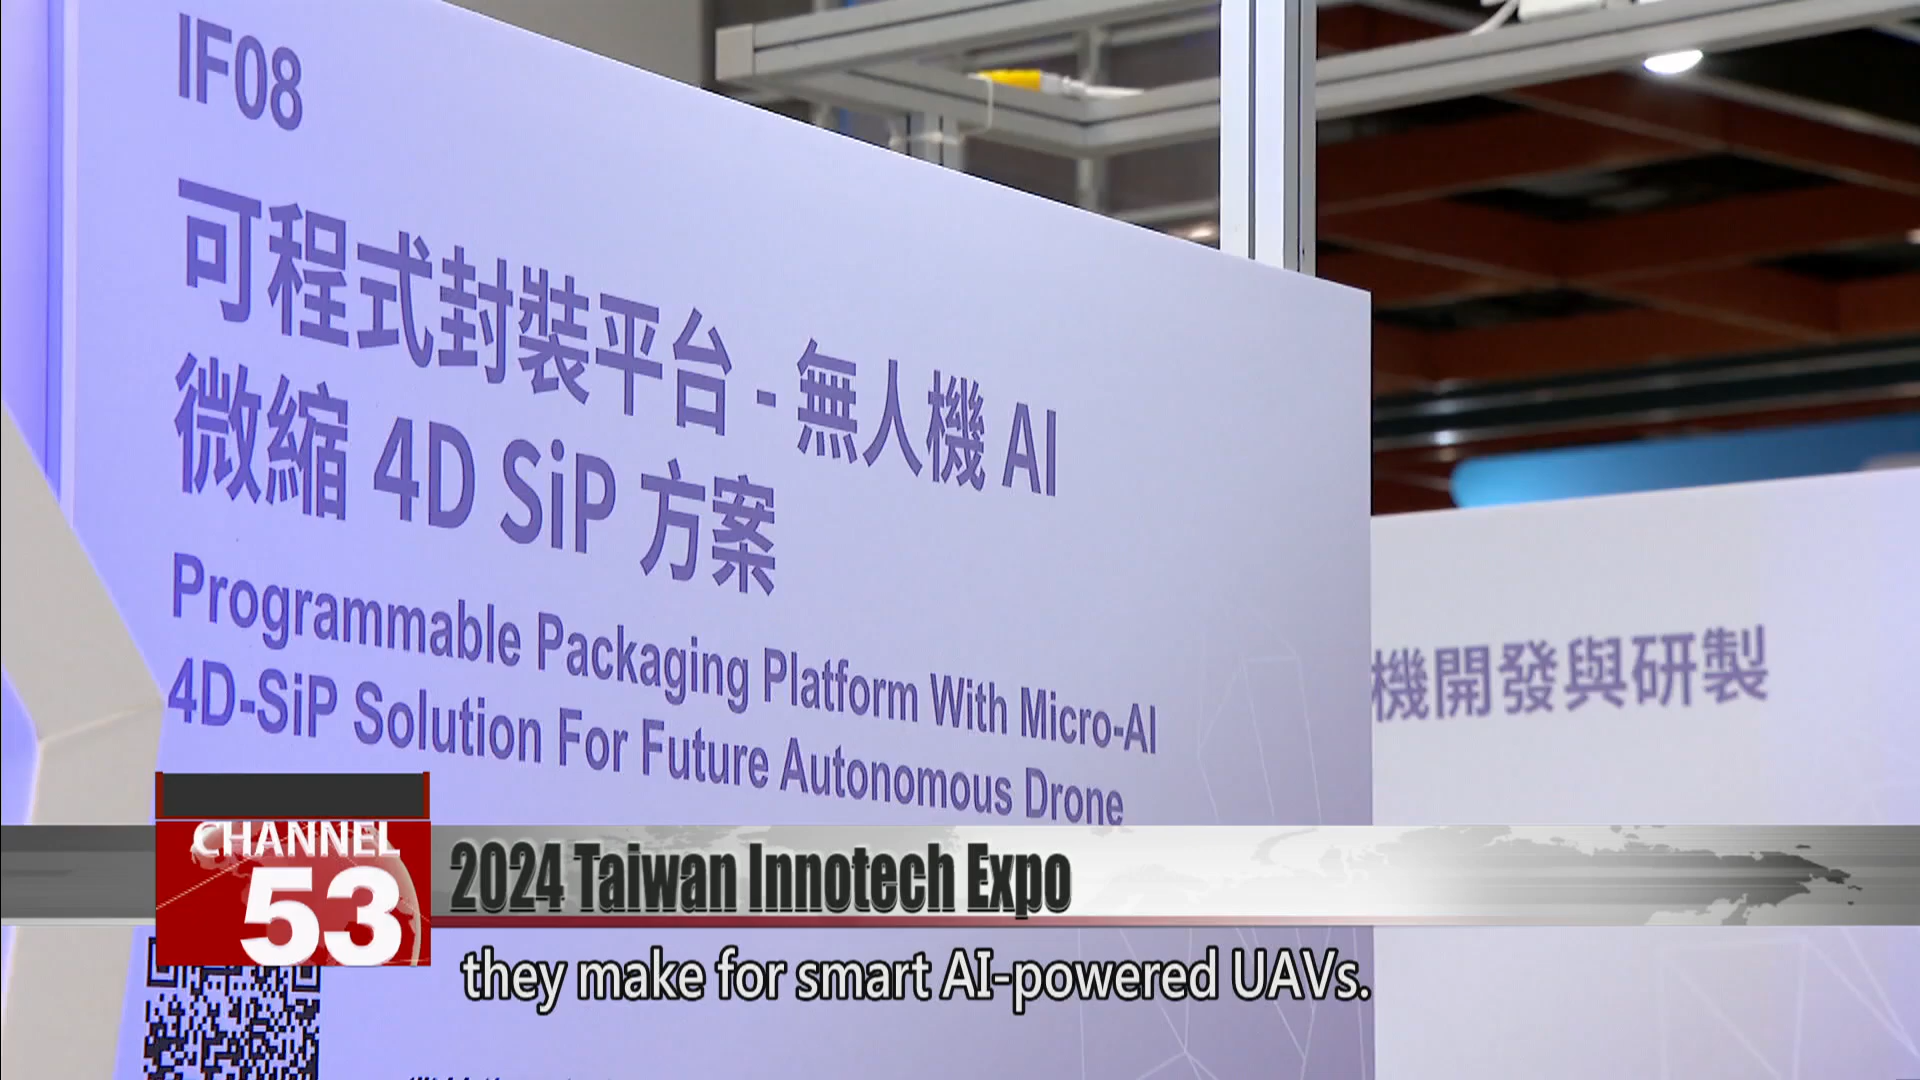 IF08
可程式封裝平台 - 無人機 AI
微縮 4D SiP 方案
Programmable Packaging Platform With Micro-AI
4D-SiP Solution For Future Autonomous Drone
機開發與研製
CHANNEL
53
2024 Taiwan Innotech Expo
they make for smart AI-powered UAVs.